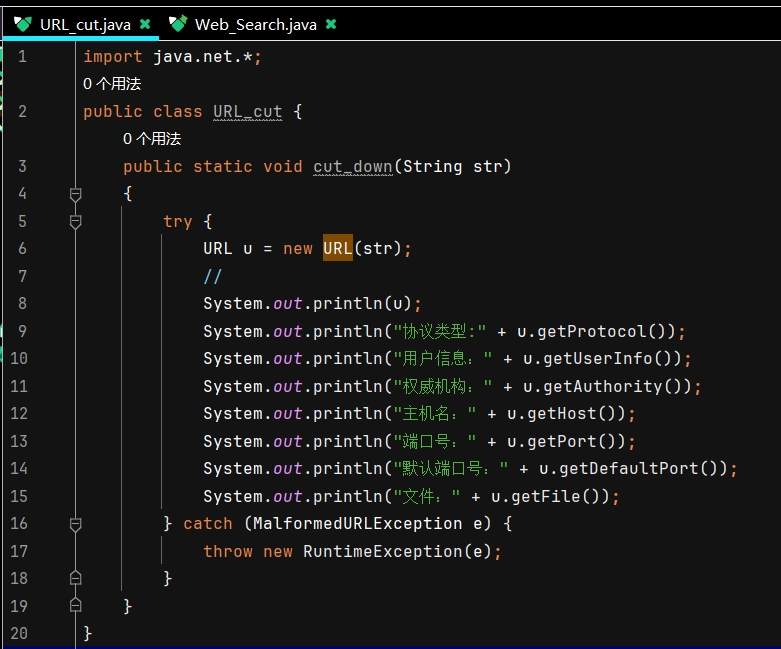 URL_cut.java
Web_Search.java
1 import java.net.*;
0 个用法
2 public class URL_cut {
0 个用法
3 public static void cut_down(String str)
4 {
5 try {
6 URL u = new URL(str);
7 //
8 System.out.println(u);
9 System.out.println("协议类型:" + u.getProtocol());
10 System.out.println("用户信息：" + u.getUserInfo());
11 System.out.println("权威机构：" + u.getAuthority());
12 System.out.println("主机名：" + u.getHost());
13 System.out.println("端口号：" + u.getPort());
14 System.out.println("默认端口号：" + u.getDefaultPort());
15 System.out.println("文件：" + u.getFile());
16 } catch (MalformedURLException e) {
17 throw new RuntimeException(e);
18 }
19 }
20 }